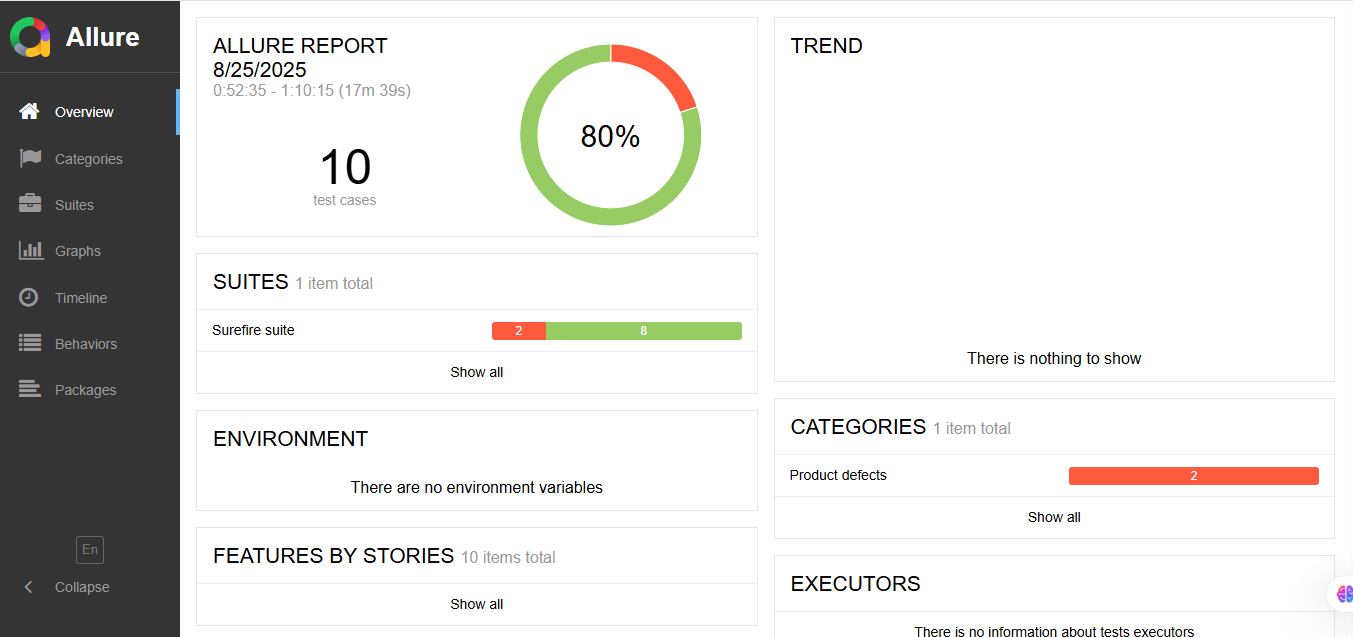 Allure
Overview
Categories
Suites
Graphs
Timeline
Behaviors
Packages
En
Collapse
ALLURE REPORT
8/25/2025
0:52:35 - 1:10:15 (17m 39s)
10
test cases
80%
SUITES 1 item total
Surefire suite 2 8
Show all
ENVIRONMENT
There are no environment variables
FEATURES BY STORIES 10 items total
Show all
TREND
There is nothing to show
CATEGORIES 1 item total
Product defects 2
Show all
EXECUTORS
There is no information about tests executors